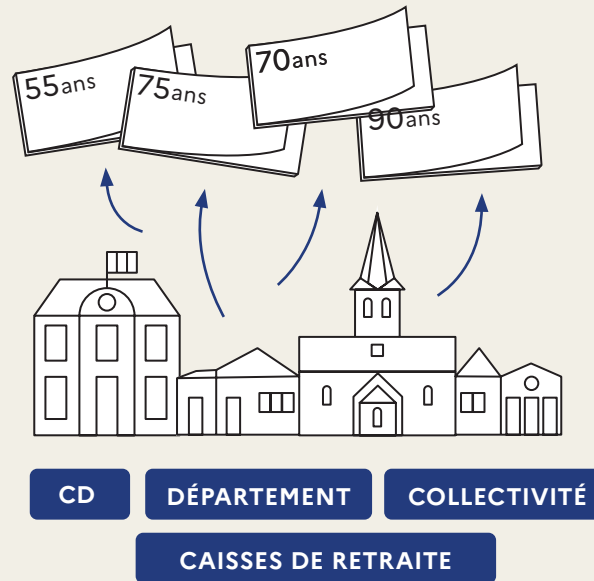 55ans
75ans
70ans
90ans
CD
DÉPARTEMENT
COLLECTIVITÉ
CAISSES DE RETRAITE